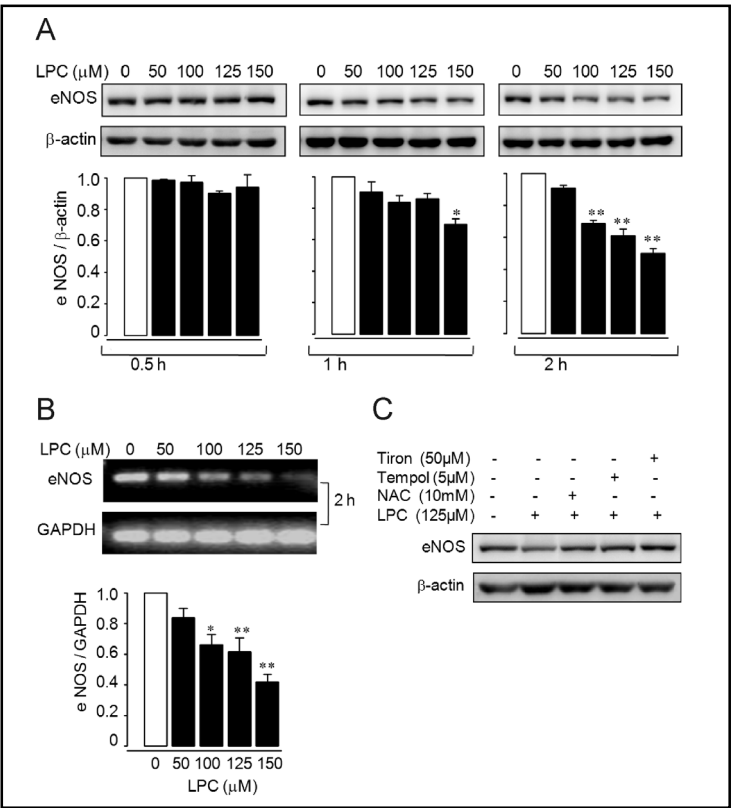 A
LPC (μM) 0 50 100 125 150 0 50 100 125 150 0 50 100 125 150
eNOS
β-actin
e NOS / β-actin
1.0
0.8
0.6
0.4
0.2
0
*
** ** **
0.5 h 1 h 2 h
B
LPC (μM) 0 50 100 125 150
eNOS
2 h
GAPDH
e NOS / GAPDH
1.0
0.8
0.6
0.4
0.2
0
* ** **
0 50 100 125 150
LPC (μM)
C
Tiron (50μM) - - - - +
Tempol (5μM) - - - + -
NAC (10mM) - - + - -
LPC (125μM) - + + + +
eNOS
β-actin